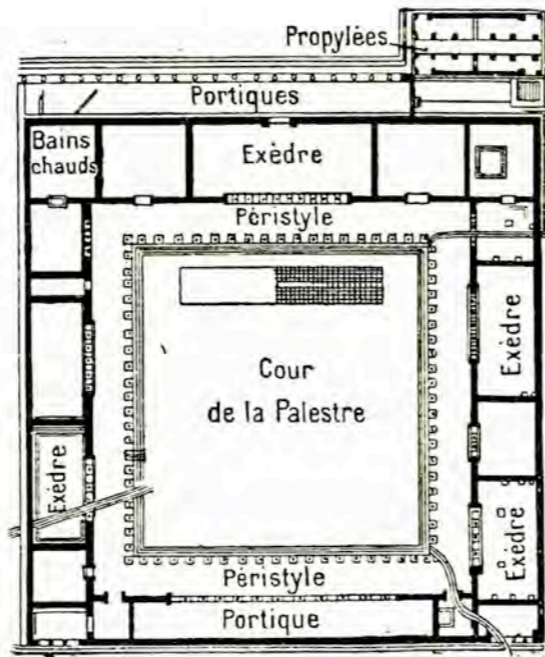 Propylées
Portiques
Bains
chauds
Exèdre
Péristyle
Cour
de la Palestre
Exèdre
Exèdre
Exèdre
Péristyle
Portique